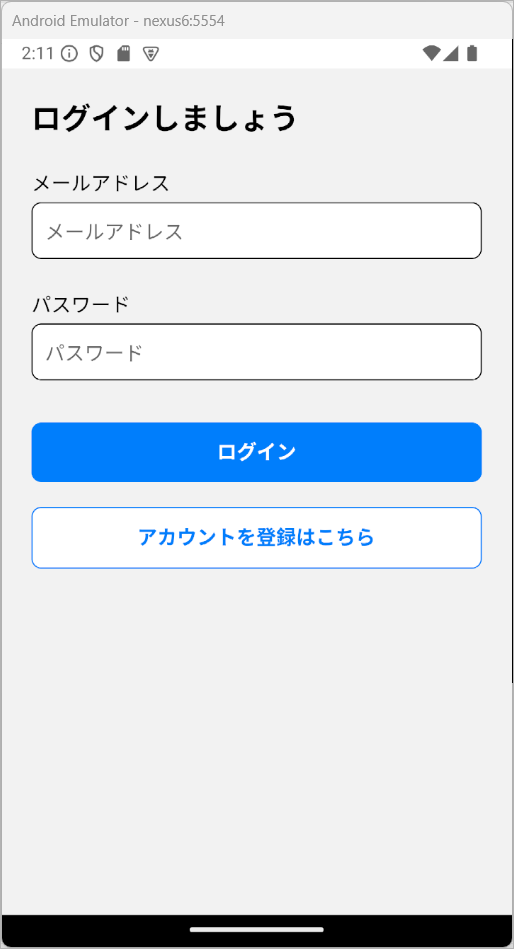 Android Emulator - nexus6:5554
2:11
ログインしましょう
メールアドレス
メールアドレス
パスワード
パスワード
ログイン
アカウントを登録はこちら